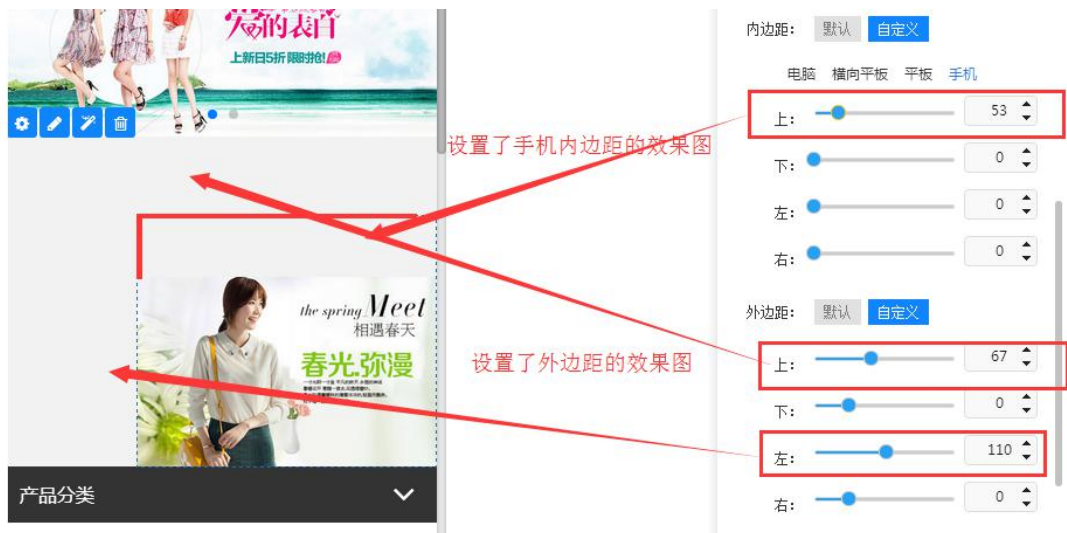 爱的表白
上新日5折 限时抢!
设置了手机内边距的效果图
the spring Meet
相遇春天
春光.弥漫
设置了外边距的效果图
产品分类
内边距： 默认 自定义
电脑 横向平板 平板 手机
上： 53
下： 0
左： 0
右： 0
外边距： 默认 自定义
上： 67
下： 0
左： 110
右： 0